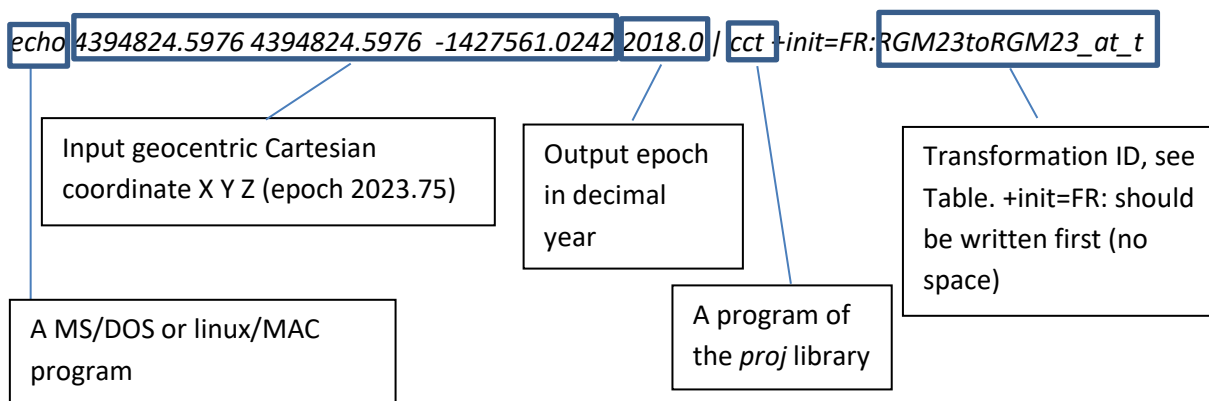 echo 4394824.5976 4394824.5976 -1427561.0242 2018.0 | cct +init=FR:RGM23toRGM23_at_t
Input geocentric Cartesian
coordinate X Y Z (epoch 2023.75)
Output epoch
in decimal
year
Transformation ID, see
Table. +init=FR: should
be written first (no
space)
A MS/DOS or linux/MAC
program
A program of
the proj library